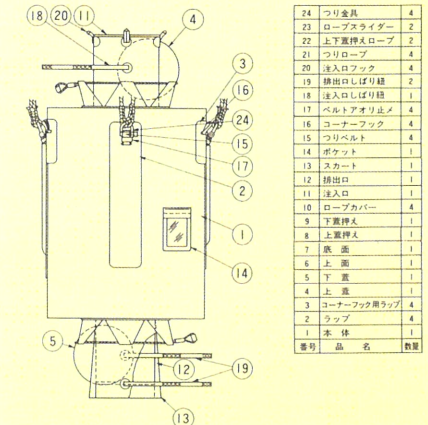 18
20
11
4
3
16
24
15
17
2
1
14
5
12
19
13
24 つり金具 4
23 ロープスライダー 2
22 上下蓋押えロープ 2
21 つりロープ 4
20 注入口フック 4
19 排出口しばり紐 2
18 注入口しばり紐 1
17 ベルトアオリ止メ 4
16 コーナーフック 4
15 つりベルト 4
14 ポケット 1
13 スカート 1
12 排出口 1
11 注入口 1
10 ロープカバー 4
9 下蓋押え 1
8 上蓋押え 1
7 底面 1
6 上面 1
5 下蓋 1
4 上蓋 1
3 コーナーフック用ラップ 4
2 ラップ 4
1 本体 1
番号 品名 数量